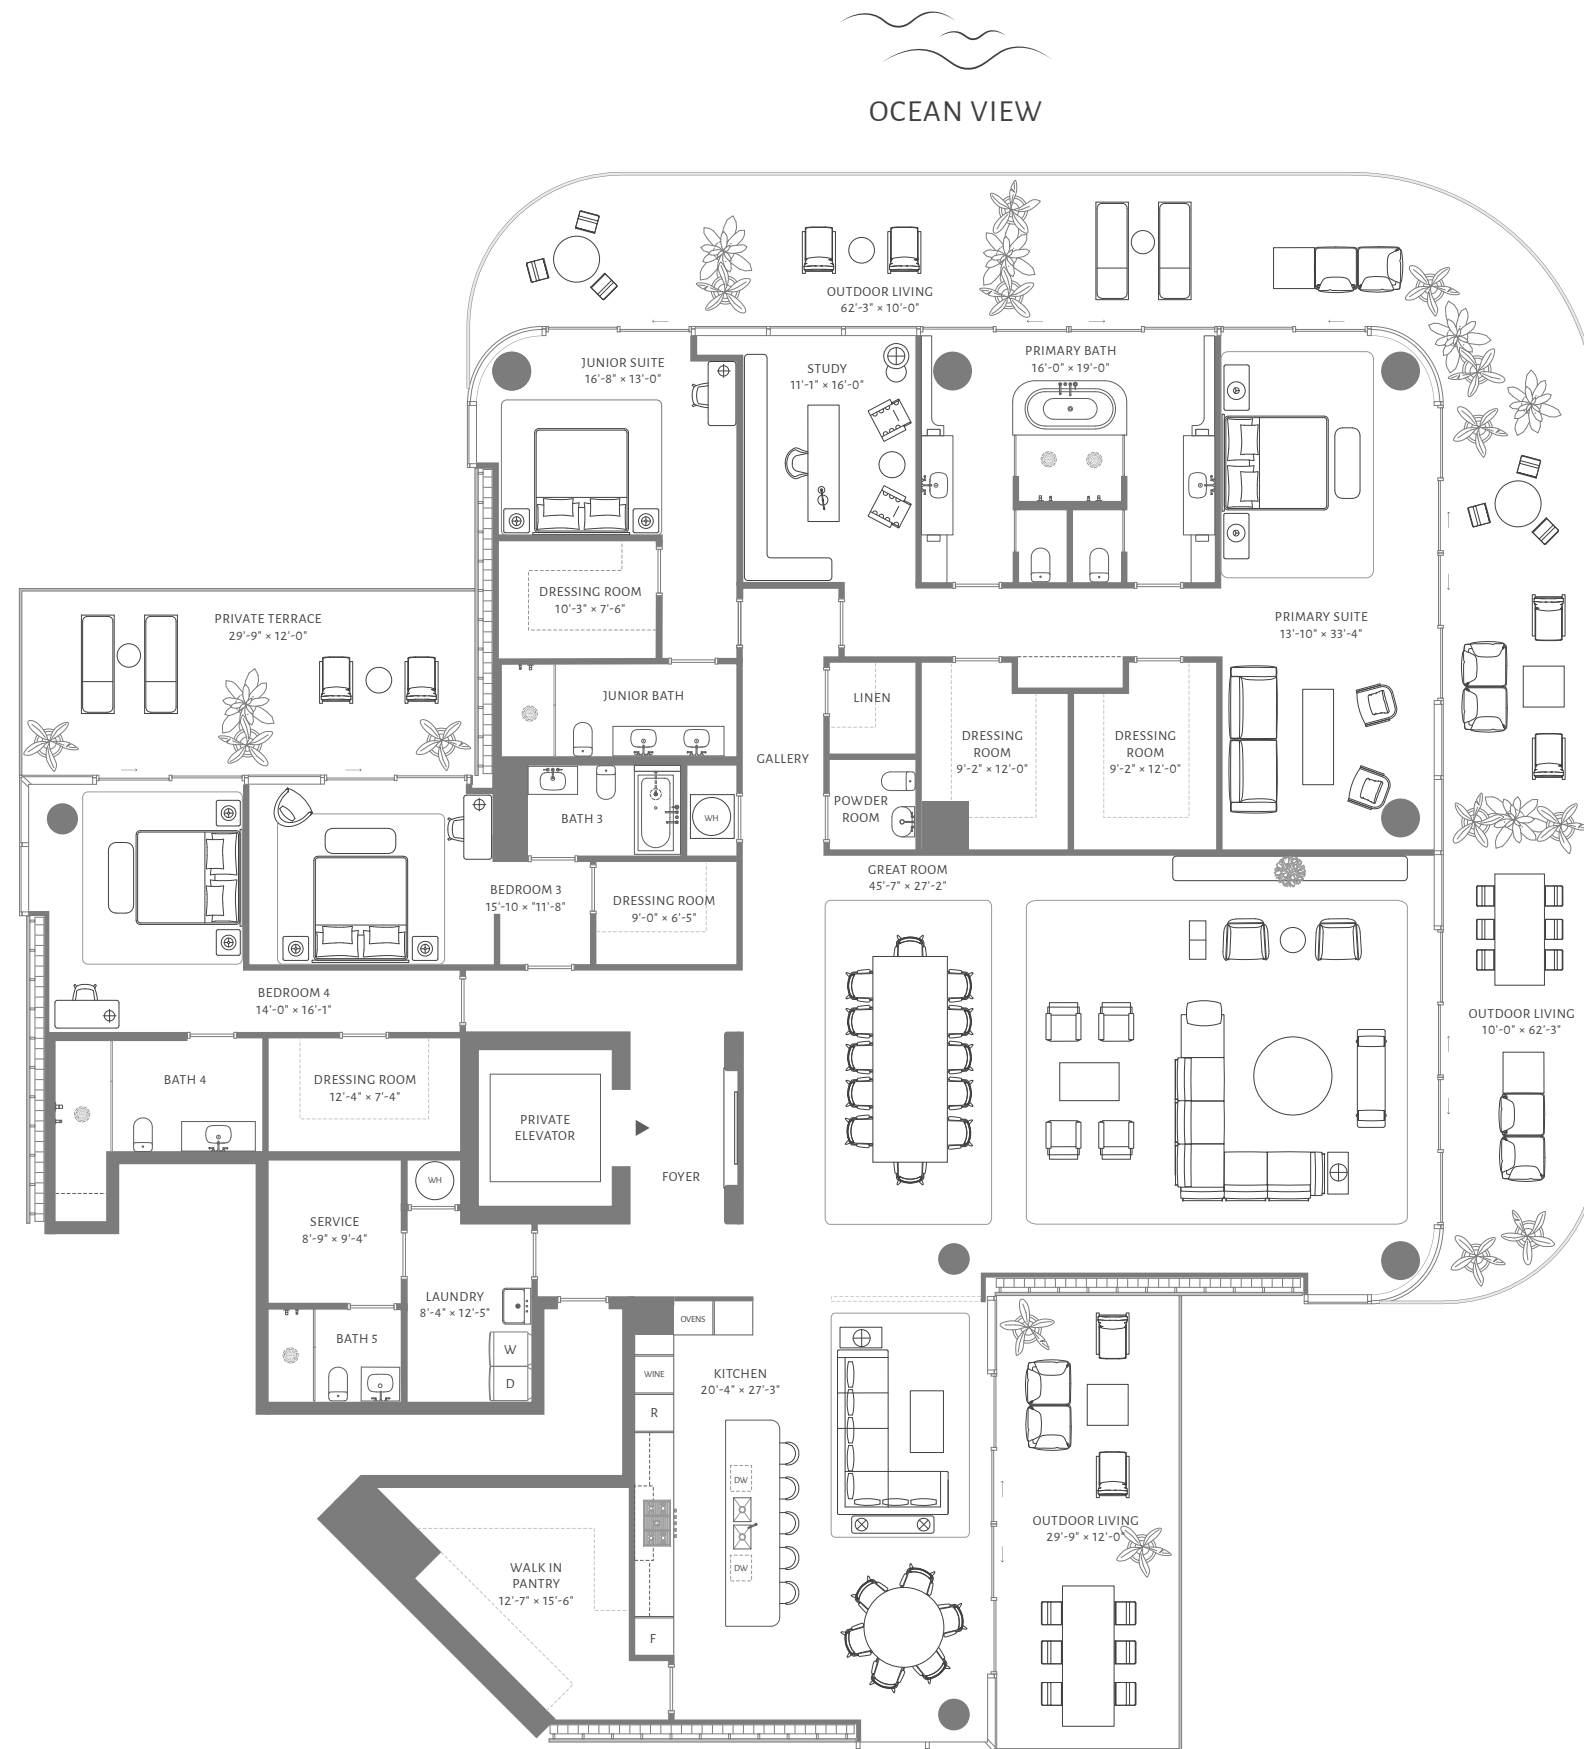 OCEAN VIEW
OUTDOOR LIVING
62'-3" × 10'-0"
JUNIOR SUITE
16'-8" × 13'-0"
STUDY
11'-1" × 16'-0"
PRIMARY BATH
16'-0" × 19'-0"
DRESSING ROOM
10'-3" × 7'-6"
PRIVATE TERRACE
29'-9" × 12'-0"
PRIMARY SUITE
13'-10" × 33'-4"
JUNIOR BATH
LINEN
GALLERY
DRESSING
ROOM
9'-2" × 12'-0"
DRESSING
ROOM
9'-2" × 12'-0"
POWDER
ROOM
BATH 3
WH
GREAT ROOM
45'-7" × 27'-2"
BEDROOM 3
15'-10 × "11'-8"
DRESSING ROOM
9'-0" × 6'-5"
BEDROOM 4
14'-0" × 16'-1"
OUTDOOR LIVING
10'-0" × 62'-3"
BATH 4
DRESSING ROOM
12'-4" × 7'-4"
PRIVATE
ELEVATOR
FOYER
WH
SERVICE
8'-9" × 9'-4"
LAUNDRY
8'-4" × 12'-5"
BATH 5
W
D
OVENS
WINE
R
KITCHEN
20'-4" × 27'-3"
DW
DW
F
OUTDOOR LIVING
29'-9" × 12'-0"
WALK IN
PANTRY
12'-7" × 15'-6"